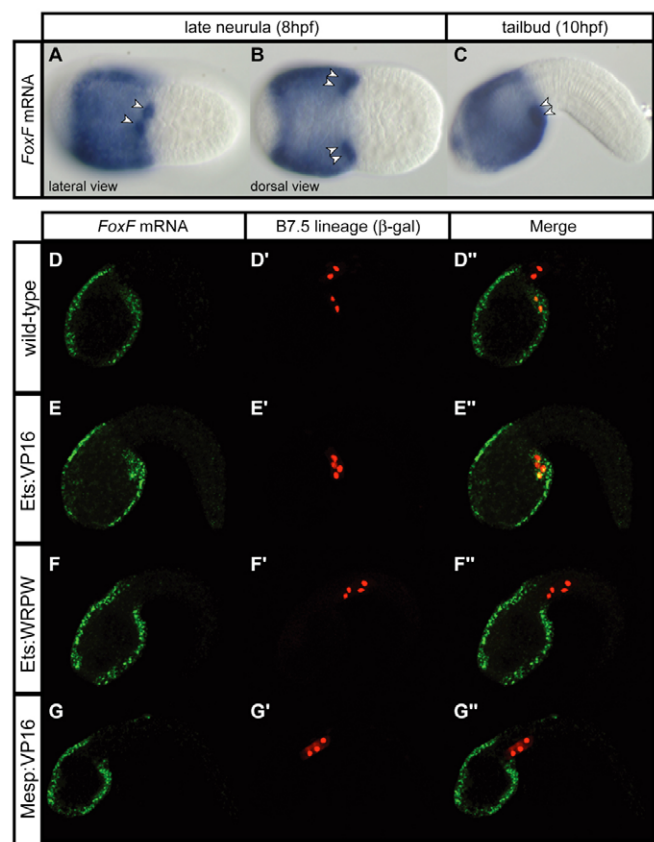 late neurula (8hpf)
tailbud (10hpf)
FoxF mRNA
A
B
C
lateral view
dorsal view
FoxF mRNA
B7.5 lineage (β-gal)
Merge
wild-type
D
D'
D"
Ets:VP16
E
E'
E"
Ets:WRPW
F
F'
F"
Mesp:VP16
G
G'
G"